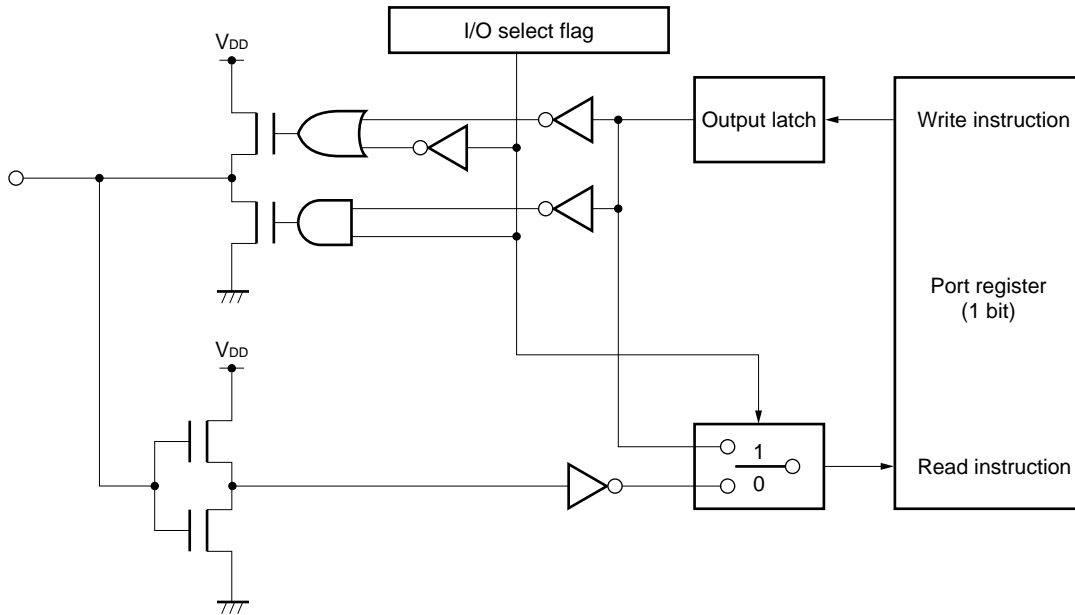 I/O select flag
VDD
Output latch
Write instruction
Port register
(1 bit)
VDD
1
0
Read instruction